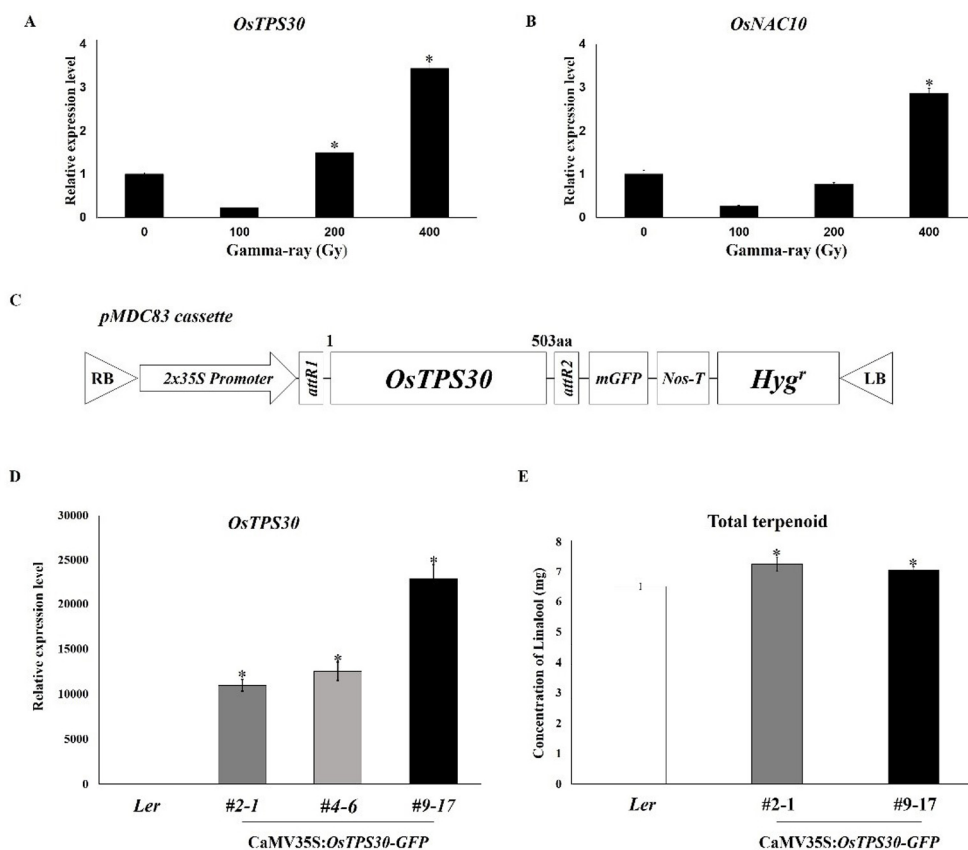 A
OsTPS30
Relative expression level
4
3
2
1
0
*
*
0 100 200 400
Gamma-ray (Gy)
B
OsNAC10
Relative expression level
4
3
2
1
0
*
0 100 200 400
Gamma-ray (Gy)
C
pMDC83 cassette
1 503aa
RB 2x35S Promoter attR1 OsTPS30 attR2 mGFP Nos-T Hygʳ LB
D
OsTPS30
Relative expression level
30000
25000
20000
15000
10000
5000
0
*
*
*
Ler #2-1 #4-6 #9-17
CaMV35S:OsTPS30-GFP
E
Total terpenoid
Concentration of Linalool (mg)
8
7
6
5
4
3
2
1
0
*
*
Ler #2-1 #9-17
CaMV35S:OsTPS30-GFP